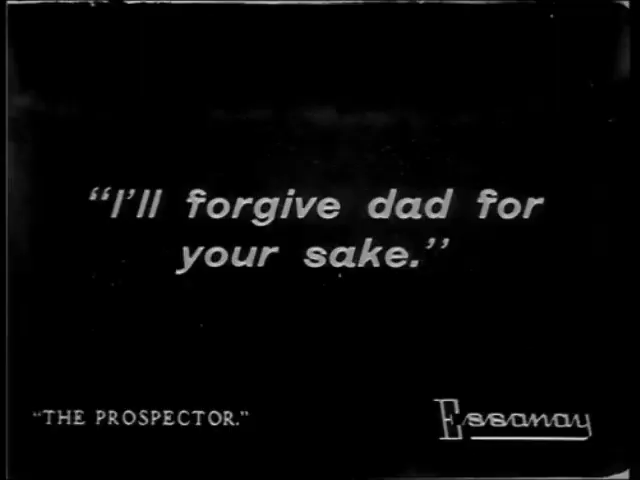 “I’ll forgive dad for
your sake.”
“THE PROSPECTOR.”
Essanay